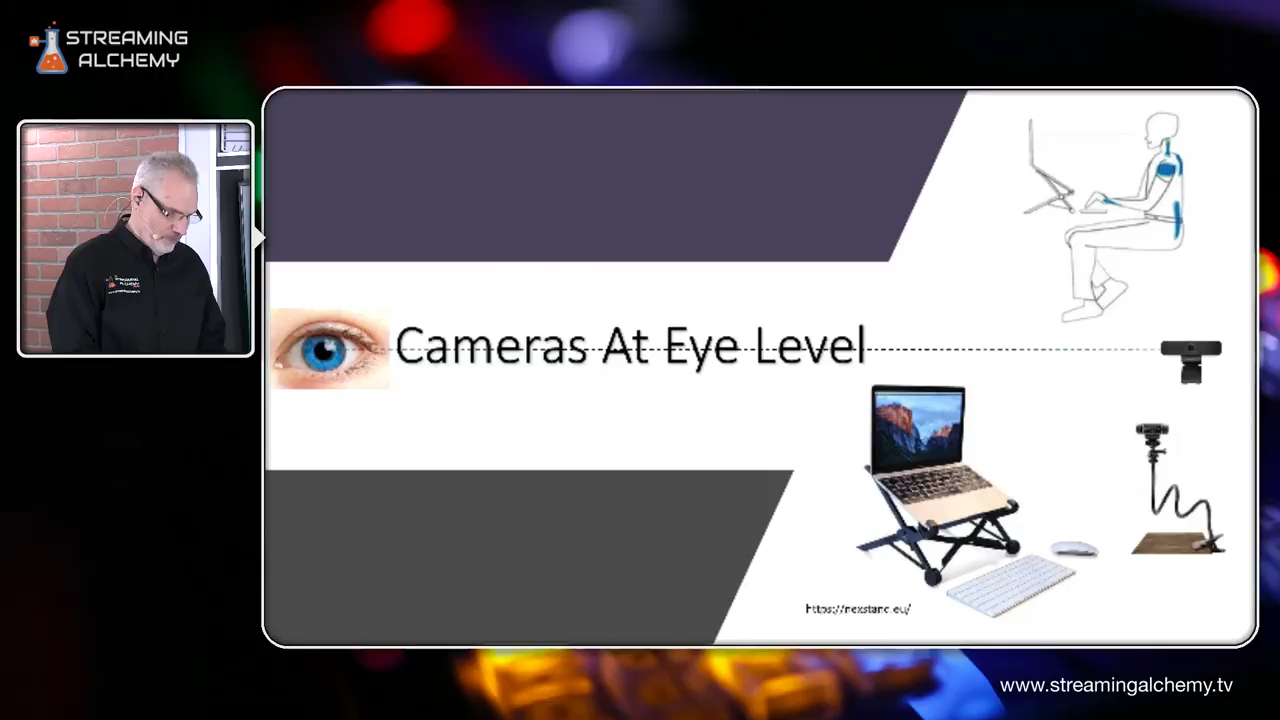 STREAMING
ALCHEMY
Cameras At Eye Level
https://nexstand.eu/
www.streamingalchemy.tv